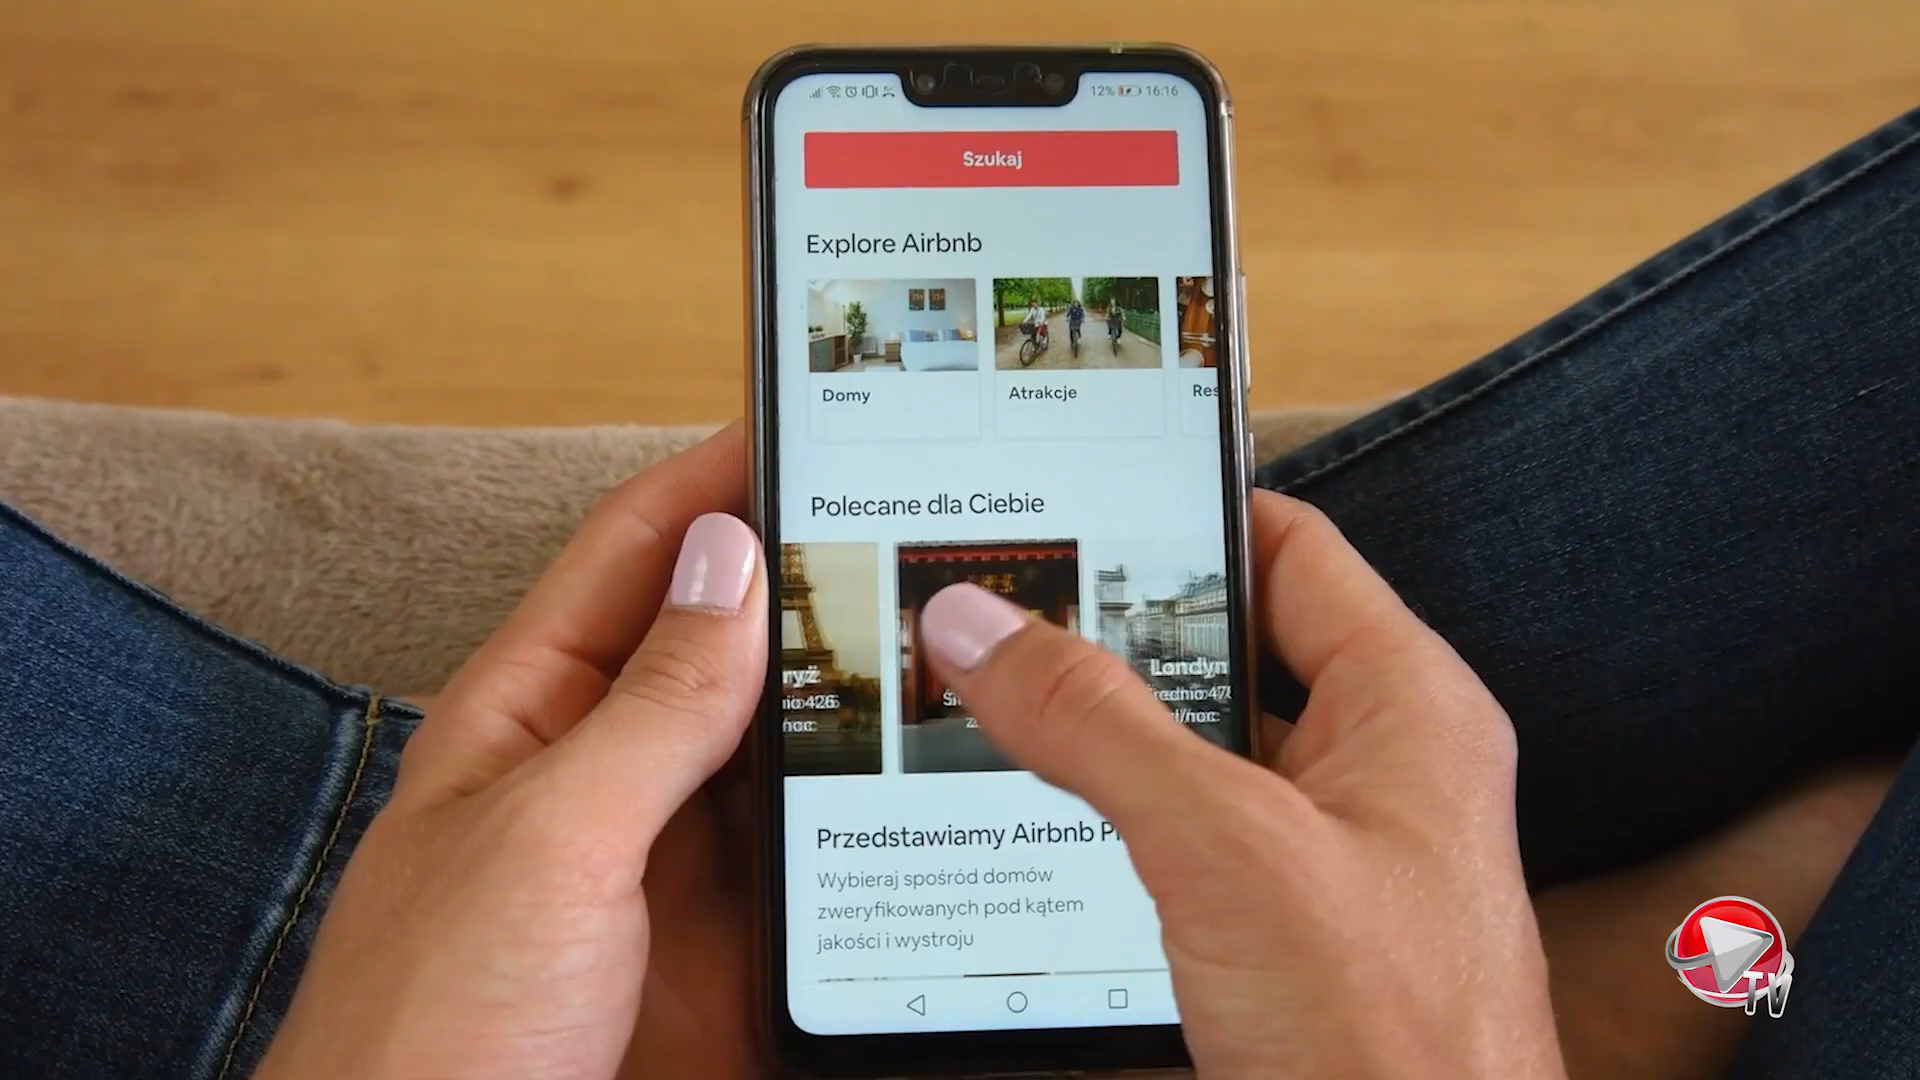 12% 16:16
Szukaj
Explore Airbnb
Domy
Atrakcje
Polecane dla Ciebie
Londyn
Przedstawiamy Airbnb
Wybieraj spośród domów
zweryfikowanych pod kątem
jakości i wystroju
TV